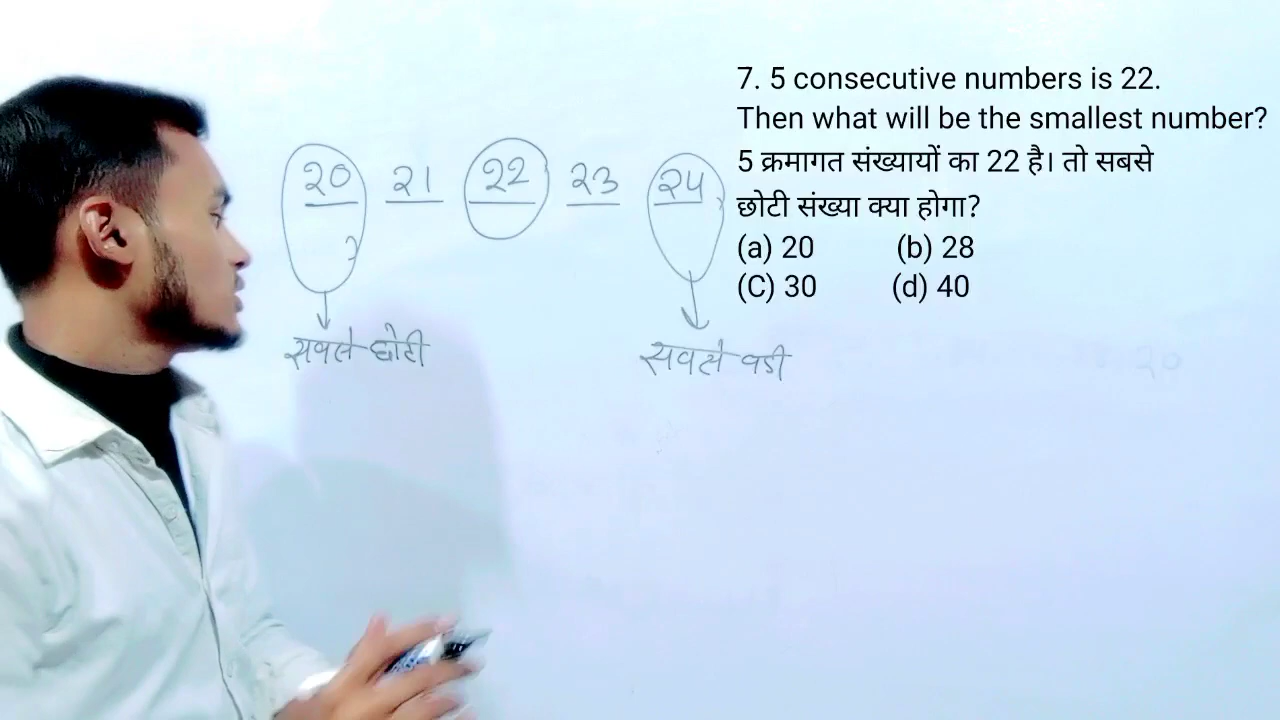 7. 5 consecutive numbers is 22.
Then what will be the smallest number?
5 क्रमागत संख्यायों का 22 है। तो सबसे
छोटी संख्या क्या होगा?
(a) 20 (b) 28
(C) 30 (d) 40
20 21 22 23 24
?
सबसे छोटी
सबसे बडी
20